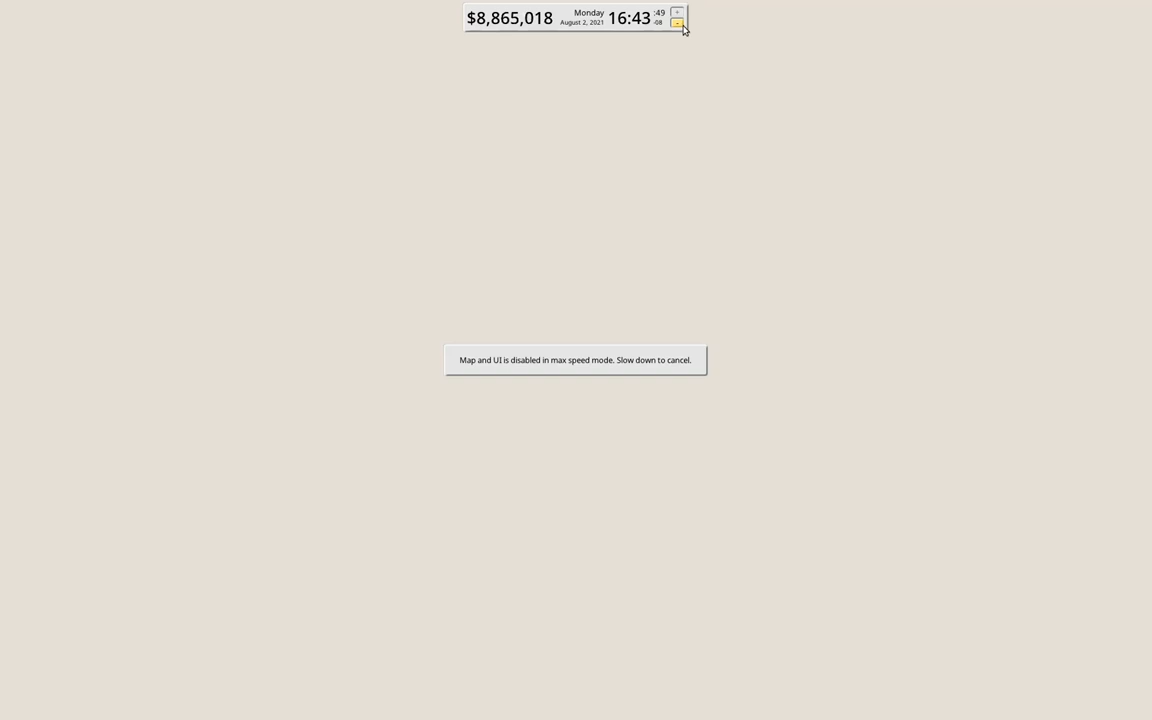 $8,865,018
Monday
August 2, 2021
16:43
:49
-08
+
-
Map and UI is disabled in max speed mode. Slow down to cancel.